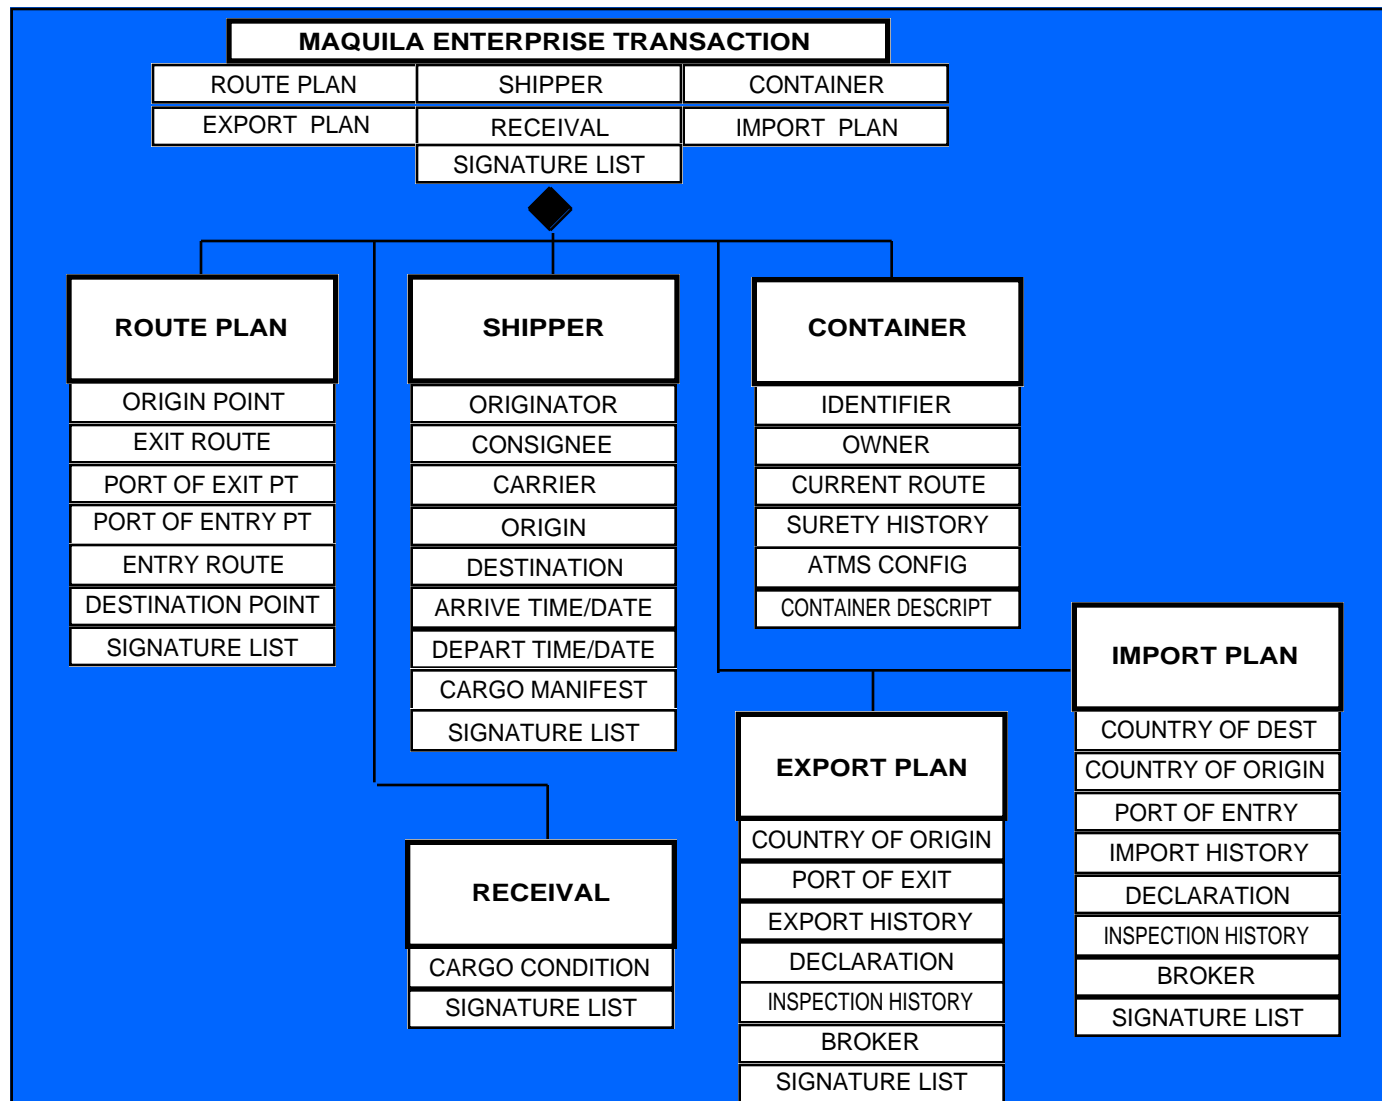 MAQUILA ENTERPRISE TRANSACTION
ROUTE PLAN
SHIPPER
CONTAINER
EXPORT PLAN
RECEIVAL
IMPORT PLAN
SIGNATURE LIST
ROUTE PLAN
ORIGIN POINT
EXIT ROUTE
PORT OF EXIT PT
PORT OF ENTRY PT
ENTRY ROUTE
DESTINATION POINT
SIGNATURE LIST
SHIPPER
ORIGINATOR
CONSIGNEE
CARRIER
ORIGIN
DESTINATION
ARRIVE TIME/DATE
DEPART TIME/DATE
CARGO MANIFEST
SIGNATURE LIST
CONTAINER
IDENTIFIER
OWNER
CURRENT ROUTE
SURETY HISTORY
ATMS CONFIG
CONTAINER DESCRIPT
RECEIVAL
CARGO CONDITION
SIGNATURE LIST
EXPORT PLAN
COUNTRY OF ORIGIN
PORT OF EXIT
EXPORT HISTORY
DECLARATION
INSPECTION HISTORY
BROKER
SIGNATURE LIST
IMPORT PLAN
COUNTRY OF DEST
COUNTRY OF ORIGIN
PORT OF ENTRY
IMPORT HISTORY
DECLARATION
INSPECTION HISTORY
BROKER
SIGNATURE LIST